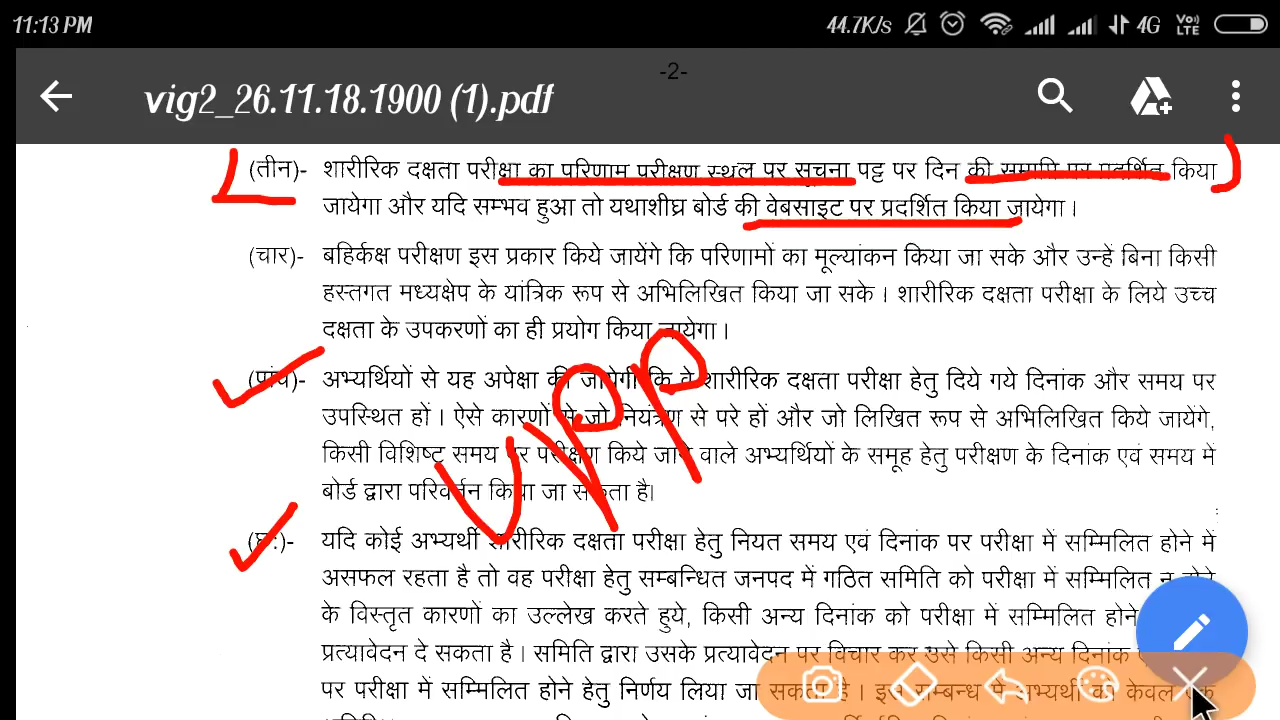 11:13 PM 44.7K/s 4G VoLTE
-2-
vig2_26.11.18.1900 (1).pdf
(तीन)- शारीरिक दक्षता परीक्षा का परिणाम परीक्षण स्थल पर सूचना पट्ट पर दिन की समाप्ति पर प्रदर्शित किया
जायेगा और यदि सम्भव हुआ तो यथाशीघ्र बोर्ड की वेबसाइट पर प्रदर्शित किया जायेगा।
(चार)- बहिर्कक्ष परीक्षण इस प्रकार किये जायेंगे कि परिणामों का मूल्यांकन किया जा सके और उन्हें बिना किसी
हस्तगत मध्यक्षेप के यांत्रिक रूप से अभिलिखित किया जा सके। शारीरिक दक्षता परीक्षा के लिये उच्च
दक्षता के उपकरणों का ही प्रयोग किया जायेगा।
(पांच)- अभ्यर्थियों से यह अपेक्षा की जायेगी कि वे शारीरिक दक्षता परीक्षा हेतु दिये गये दिनांक और समय पर
उपस्थित हों। ऐसे कारणों से जो नियंत्रण से परे हों और जो लिखित रूप से अभिलिखित किये जायेंगे,
किसी विशिष्ट समय पर परीक्षण किये जाने वाले अभ्यर्थियों के समूह हेतु परीक्षण के दिनांक एवं समय में
बोर्ड द्वारा परिवर्तन किया जा सकता है।
UPP
(छः)- यदि कोई अभ्यर्थी शारीरिक दक्षता परीक्षा हेतु नियत समय एवं दिनांक पर परीक्षा में सम्मिलित होने में
असफल रहता है तो वह परीक्षा हेतु सम्बन्धित जनपद में गठित समिति को परीक्षा में सम्मिलित न होने
के विस्तृत कारणों का उल्लेख करते हुये, किसी अन्य दिनांक को परीक्षा में सम्मिलित होने
प्रत्यावेदन दे सकता है। समिति द्वारा उसके प्रत्यावेदन पर विचार कर उसे किसी अन्य दिनांक
पर परीक्षा में सम्मिलित होने हेतु निर्णय लिया जा सकता है। इस सम्बन्ध में अभ्यर्थी को केवल एक